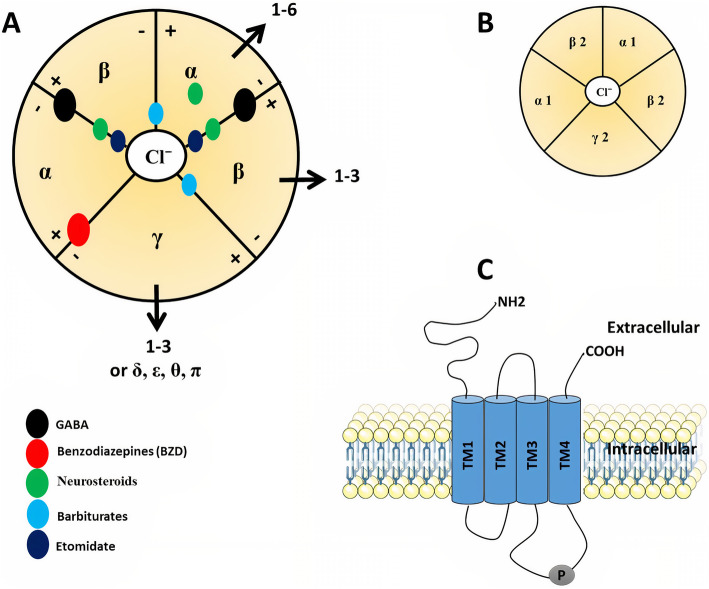 A
1-6
- +
β
α
+
-
-
+
Cl⁻
α
β
1-3
γ
+
-
-
+
1-3
or δ, ε, θ, π
GABA
Benzodiazepines (BZD)
Neurosteroids
Barbiturates
Etomidate
B
β 2
α 1
α 1
Cl⁻
β 2
γ 2
C
NH2
Extracellular
COOH
TM1
TM2
TM3
TM4
Intracellular
P